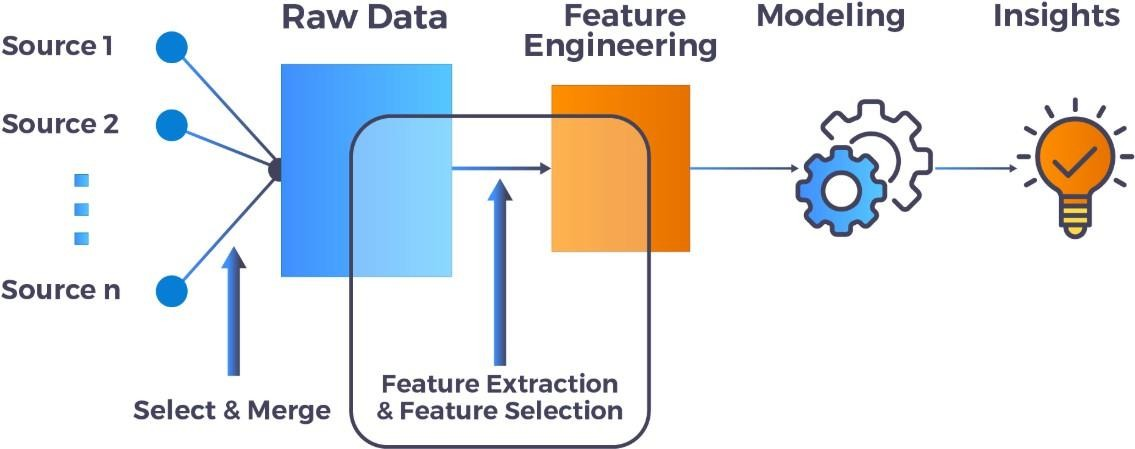 Raw Data
Feature
Engineering
Modeling
Insights
Source 1
Source 2
Source n
Select & Merge
Feature Extraction
& Feature Selection